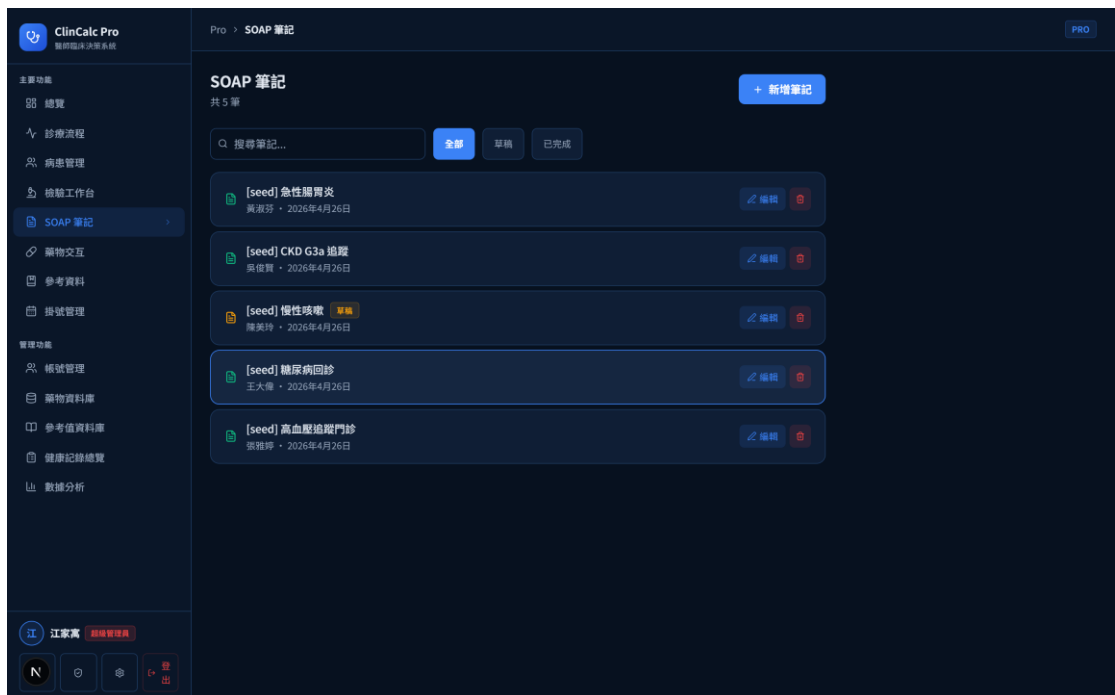 ClinCalc Pro
醫師臨床決策系統
主要功能
總覽
診療流程
病患管理
檢驗工作台
SOAP 筆記
藥物交互
參考資料
掛號管理
管理功能
帳號管理
藥物資料庫
參考值資料庫
健康記錄總覽
數據分析
江
江家寓 超級管理員
N
登出
Pro > SOAP 筆記
PRO
SOAP 筆記
共 5 筆
+ 新增筆記
搜尋筆記...
全部
草稿
已完成
[seed] 急性腸胃炎
黃淑芬 · 2026年4月26日
編輯
[seed] CKD G3a 追蹤
吳俊賢 · 2026年4月26日
編輯
[seed] 慢性咳嗽 草稿
陳美玲 · 2026年4月26日
編輯
[seed] 糖尿病回診
王大偉 · 2026年4月26日
編輯
[seed] 高血壓追蹤門診
張雅婷 · 2026年4月26日
編輯